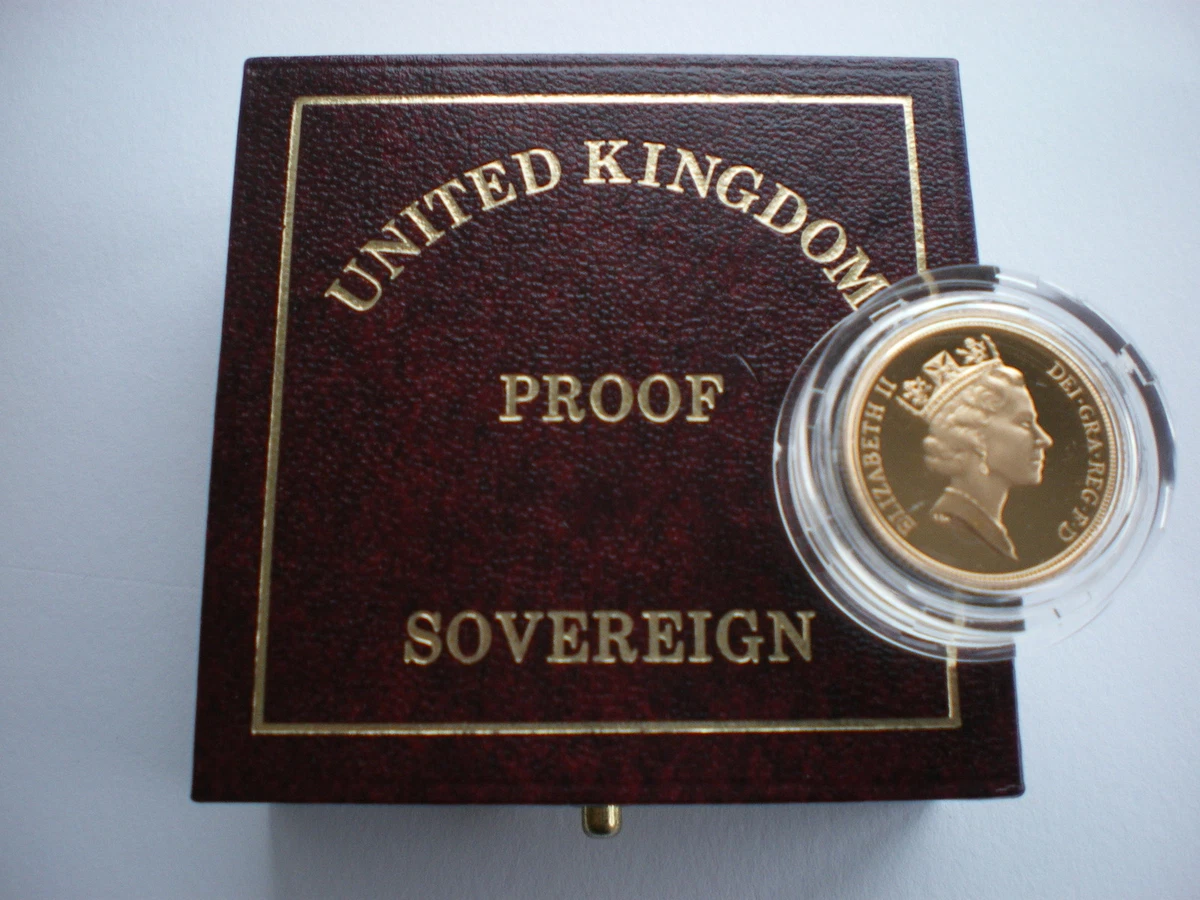 UNITED KINGDOM
PROOF
SOVEREIGN
ELIZABETH II
DEI·GRA·REG·F·D